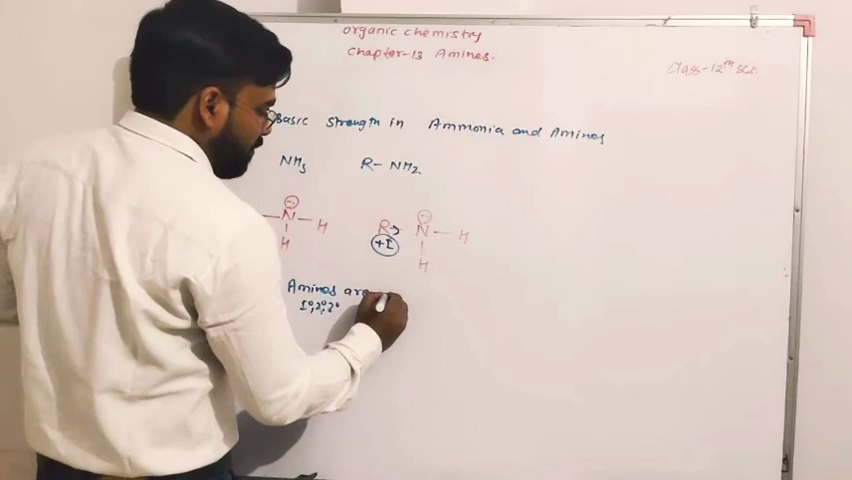 organic chemistry
Chapter-13 Amines-
Class-12th sci.
Basic strength in Ammonia and Amines
NH3 R- NH2
N - H R N - H
+I
H H
Amines are
1°,2°,2°